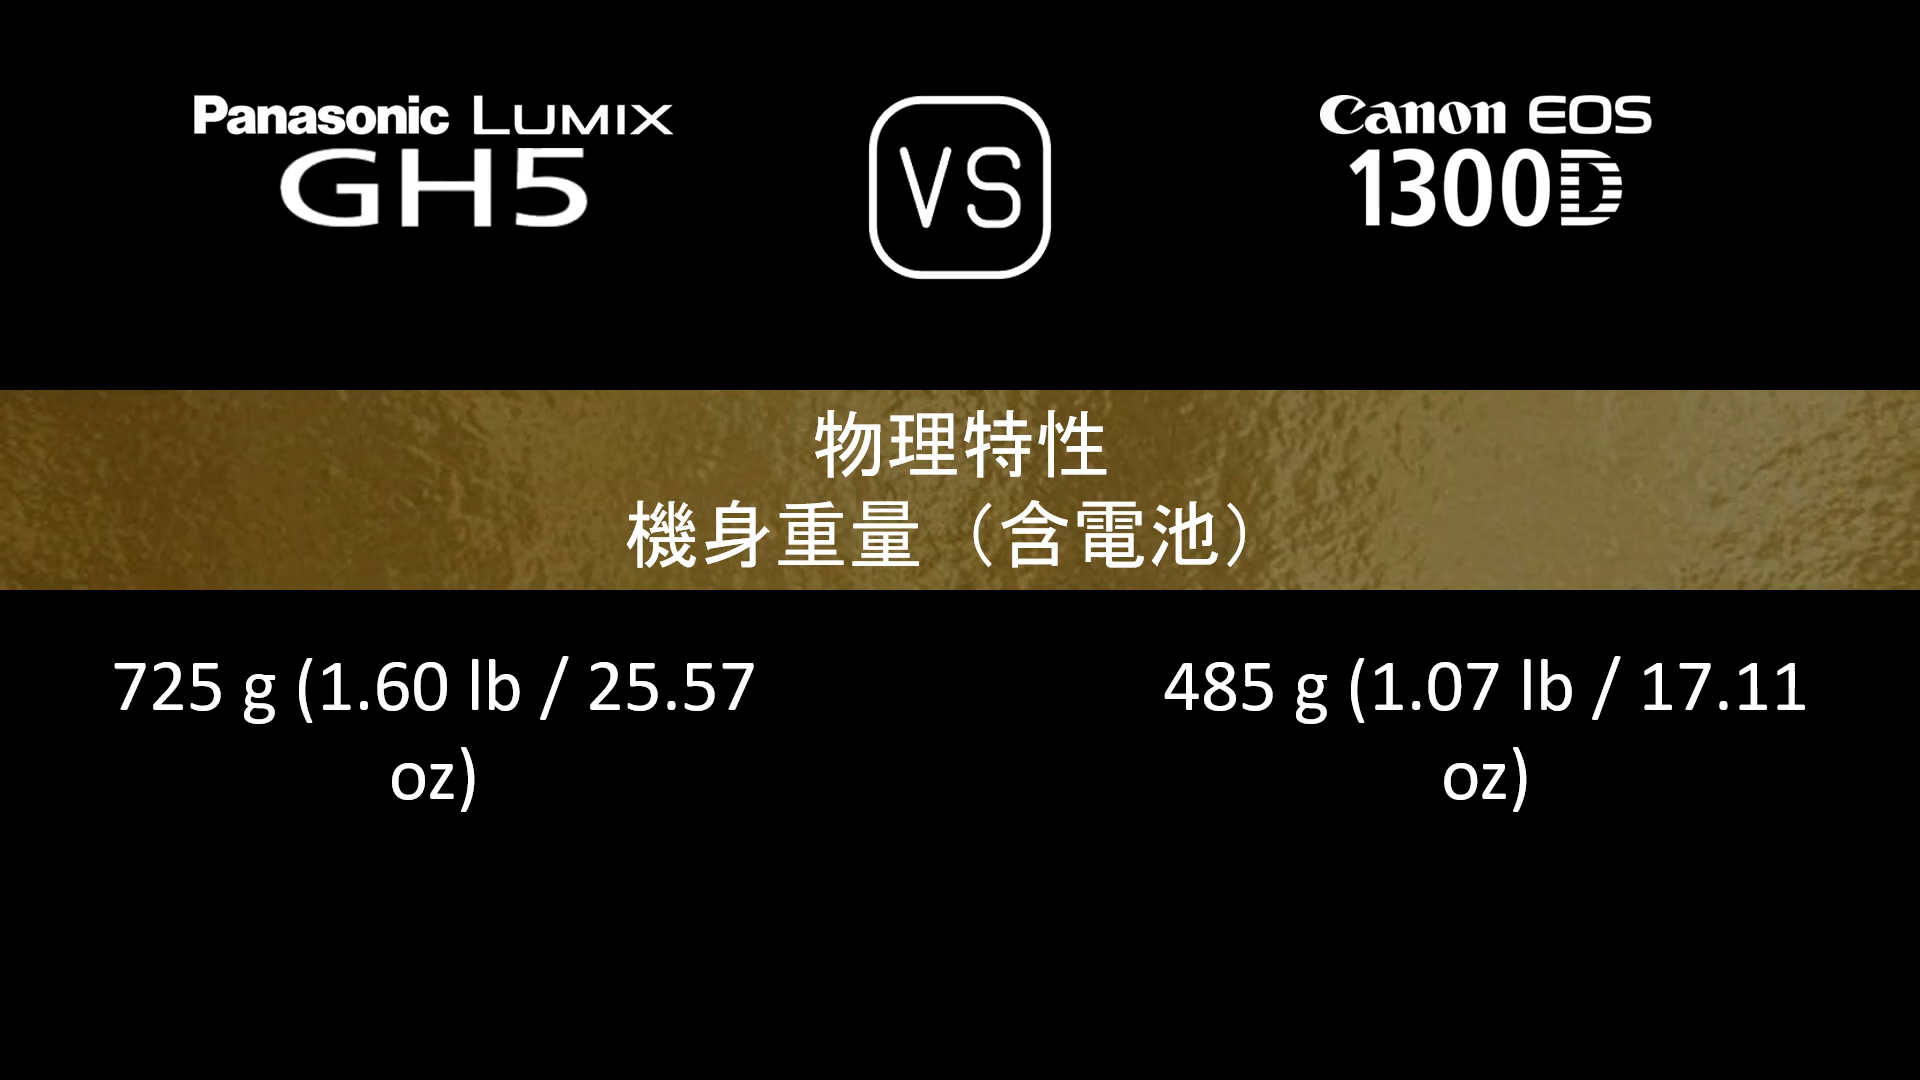 Panasonic LUMIX
GH5
VS
Canon EOS
1300D
物理特性
機身重量（含電池）
725 g (1.60 lb / 25.57
oz)
485 g (1.07 lb / 17.11
oz)